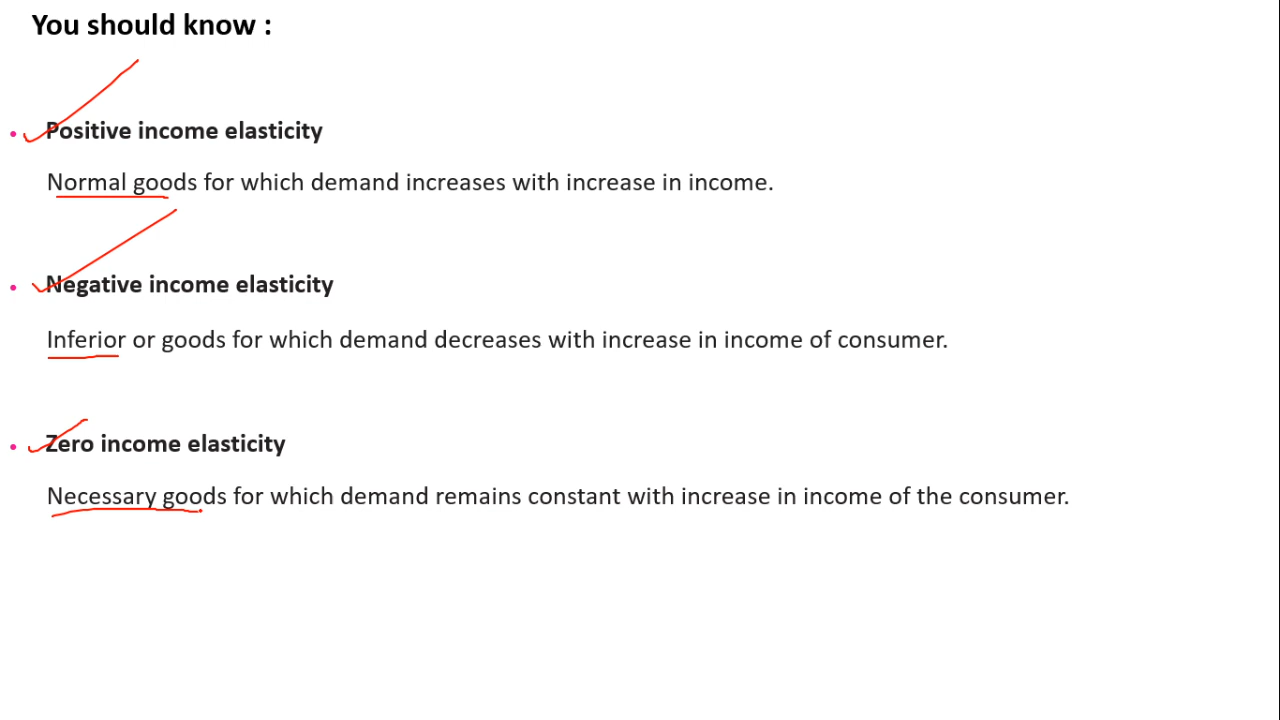 You should know :
• Positive income elasticity
Normal goods for which demand increases with increase in income.
• Negative income elasticity
Inferior or goods for which demand decreases with increase in income of consumer.
• Zero income elasticity
Necessary goods for which demand remains constant with increase in income of the consumer.